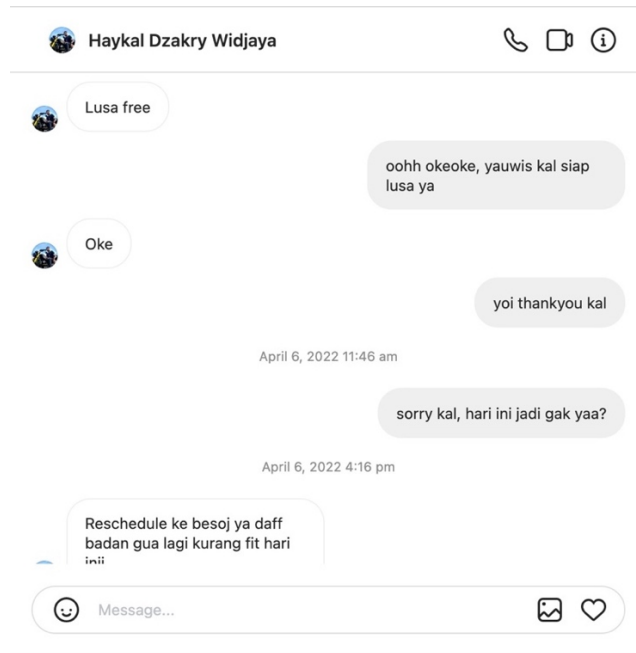 Haykal Dzakry Widjaya
Lusa free
oohh okeoke, yauwis kal siap
lusa ya
Oke
yoi thankyou kal
April 6, 2022 11:46 am
sorry kal, hari ini jadi gak yaa?
April 6, 2022 4:16 pm
Reschedule ke besoj ya daff
badan gua lagi kurang fit hari
inii
Message...